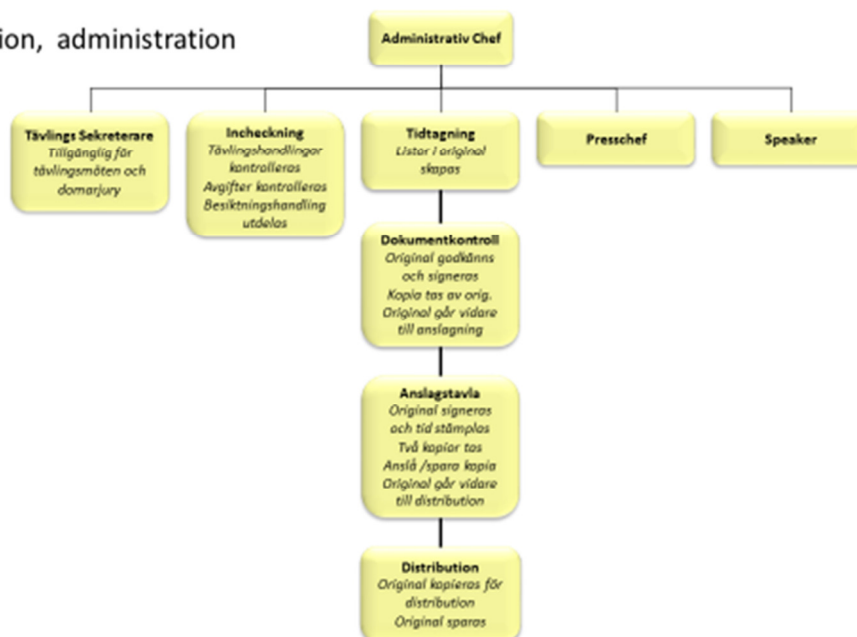 ion, administration
Administrativ Chef
Tävlings Sekreterare
Tillgänglig för
tävlingsmöten och
domarjury
Incheckning
Tävlingshandlingar
kontrolleras
Avgifter kontrolleras
Besiktningshandling
utdelas
Tidtagning
Listor i original
skapas
Presschef
Speaker
Dokumentkontroll
Original godkänns
och signeras
Kopia tas av orig.
Original går vidare
till anslagning
Anslagstavla
Original signeras
och tid stämplas
Två kopior tas
Anslå /spara kopia
Original går vidare
till distribution
Distribution
Original kopieras för
distribution
Original sparas